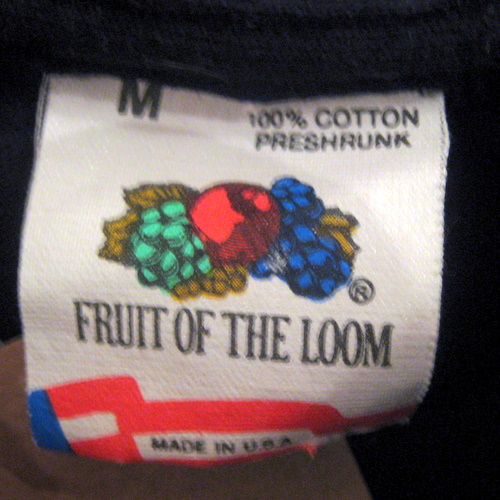 M
100% COTTON
PRESHRUNK
®
FRUIT OF THE LOOM
MADE IN U.S.A.